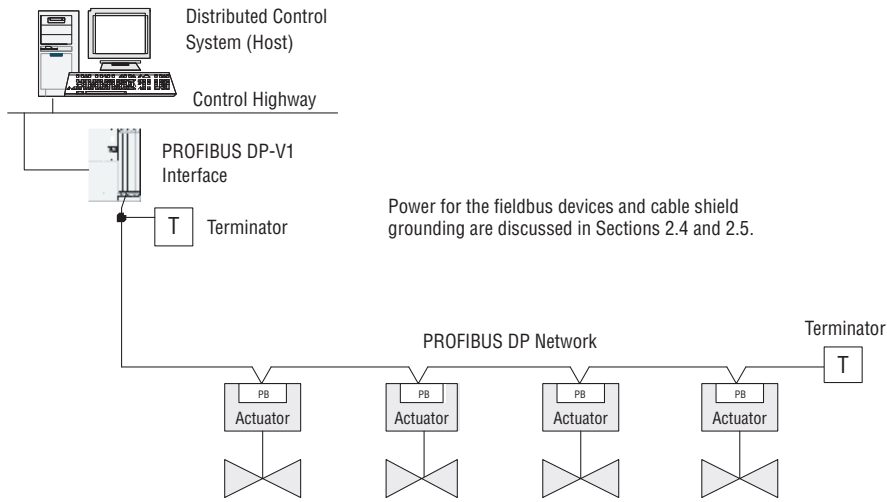 Distributed Control
System (Host)
Control Highway
PROFIBUS DP-V1
Interface
T
Terminator
Power for the fieldbus devices and cable shield
grounding are discussed in Sections 2.4 and 2.5.
PROFIBUS DP Network
Terminator
T
PB
Actuator
PB
Actuator
PB
Actuator
PB
Actuator